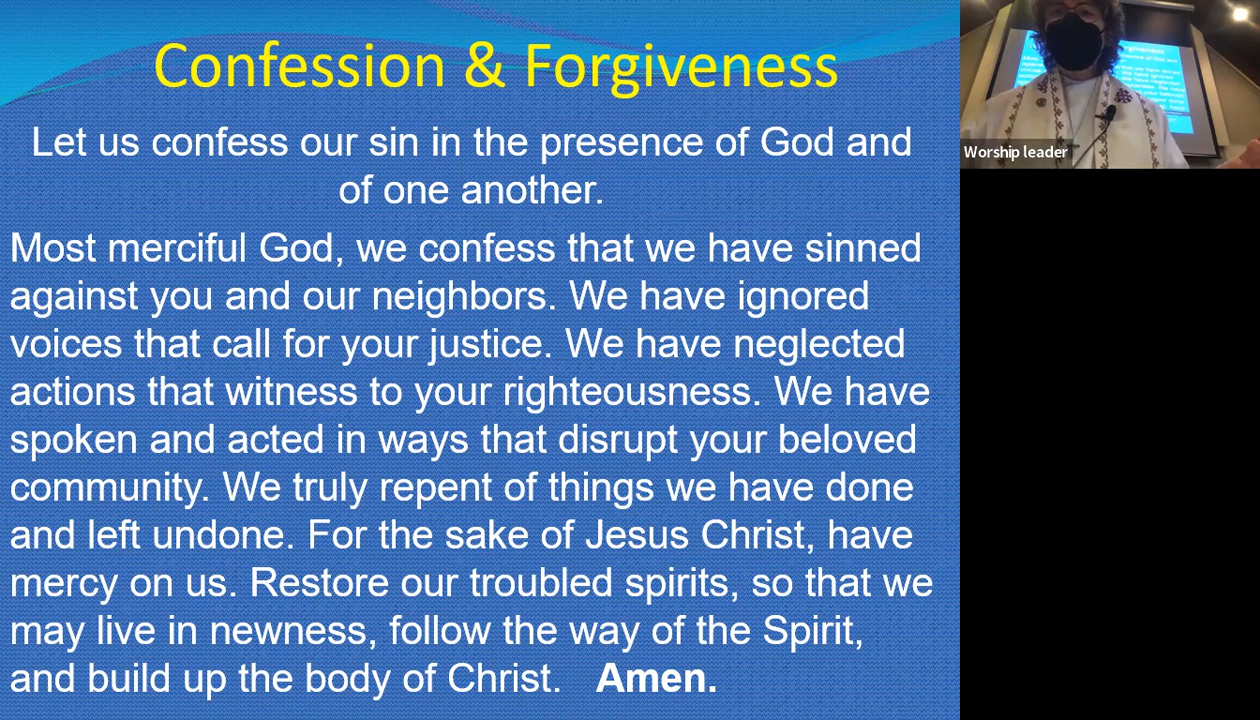 Confession & Forgiveness
Let us confess our sin in the presence of God and
of one another.
Most merciful God, we confess that we have sinned
against you and our neighbors. We have ignored
voices that call for your justice. We have neglected
actions that witness to your righteousness. We have
spoken and acted in ways that disrupt your beloved
community. We truly repent of things we have done
and left undone. For the sake of Jesus Christ, have
mercy on us. Restore our troubled spirits, so that we
may live in newness, follow the way of the Spirit,
and build up the body of Christ. Amen.
Worship leader